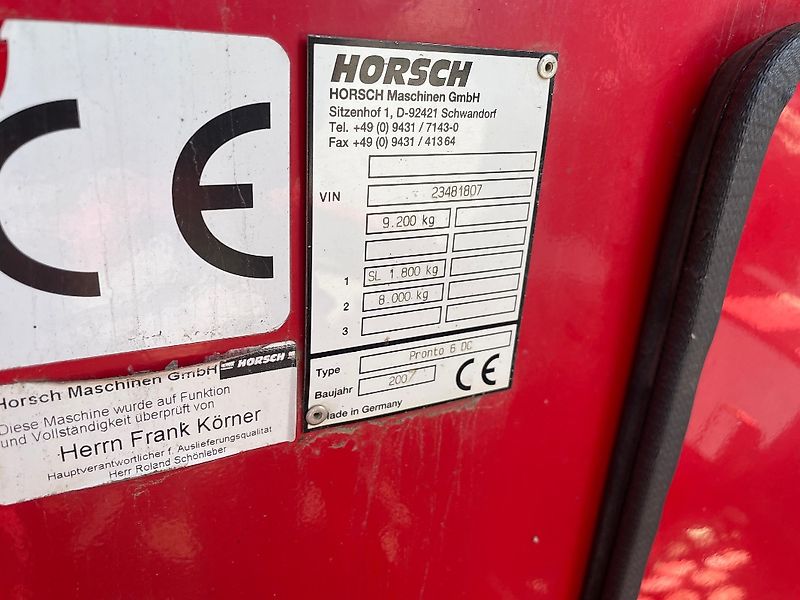 CE
HORSCH
HORSCH Maschinen GmbH
Sitzenhof 1, D-92421 Schwandorf
Tel. +49 (0) 9431 / 7143-0
Fax +49 (0) 9431 / 41364
VIN 23481807
9.200 kg
1 SL 1.800 kg
2 8.000 kg
3
Type Pronto 6 DC
Baujahr 2007
CE
Made in Germany
HORSCH
Horsch Maschinen GmbH
Diese Maschine wurde auf Funktion
und Vollständigkeit überprüft von
Herrn Frank Körner
Hauptverantwortlicher f. Auslieferungsqualität
Herr Roland Schönleber